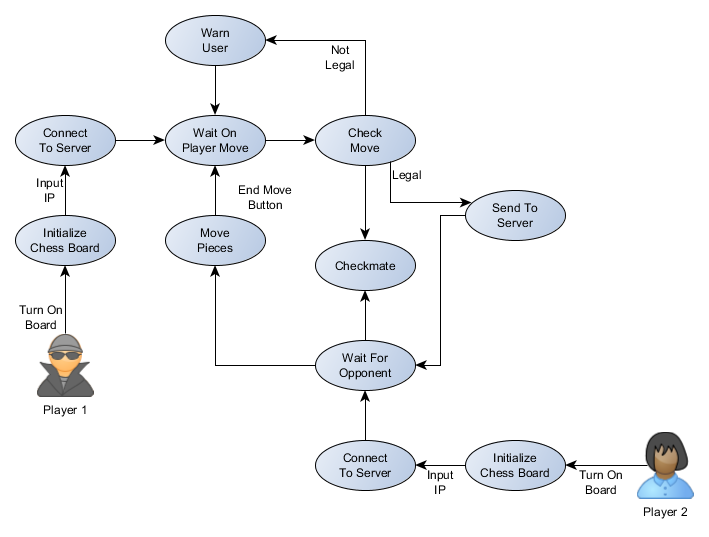 Warn
User
Not
Legal
Connect
To Server
Wait On
Player Move
Check
Move
Legal
Input
IP
End Move
Button
Send To
Server
Initialize
Chess Board
Move
Pieces
Checkmate
Turn On
Board
Wait For
Opponent
Player 1
Connect
To Server
Input
IP
Initialize
Chess Board
Turn On
Board
Player 2